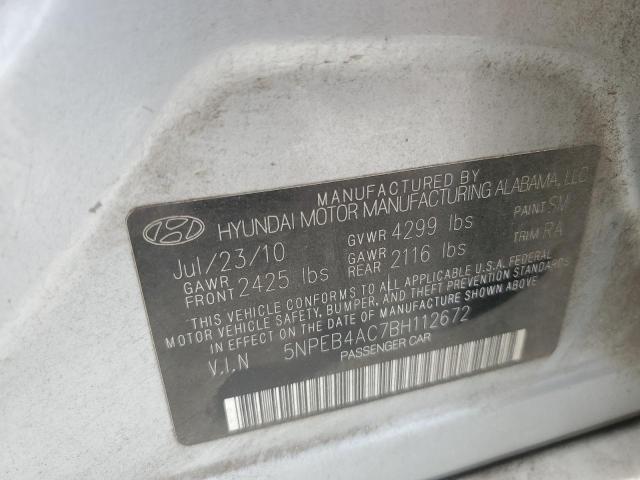 MANUFACTURED BY
HYUNDAI MOTOR MANUFACTURING ALABAMA, LLC
Jul/23/10 GVWR 4299 lbs PAINT SM
GAWR FRONT 2425 lbs GAWR REAR 2116 lbs TRIM RA
THIS VEHICLE CONFORMS TO ALL APPLICABLE U.S.A. FEDERAL
MOTOR VEHICLE SAFETY, BUMPER, AND THEFT PREVENTION STANDARDS
IN EFFECT ON THE DATE OF MANUFACTURE SHOWN ABOVE
V.I.N 5NPEB4AC7BH112672
PASSENGER CAR